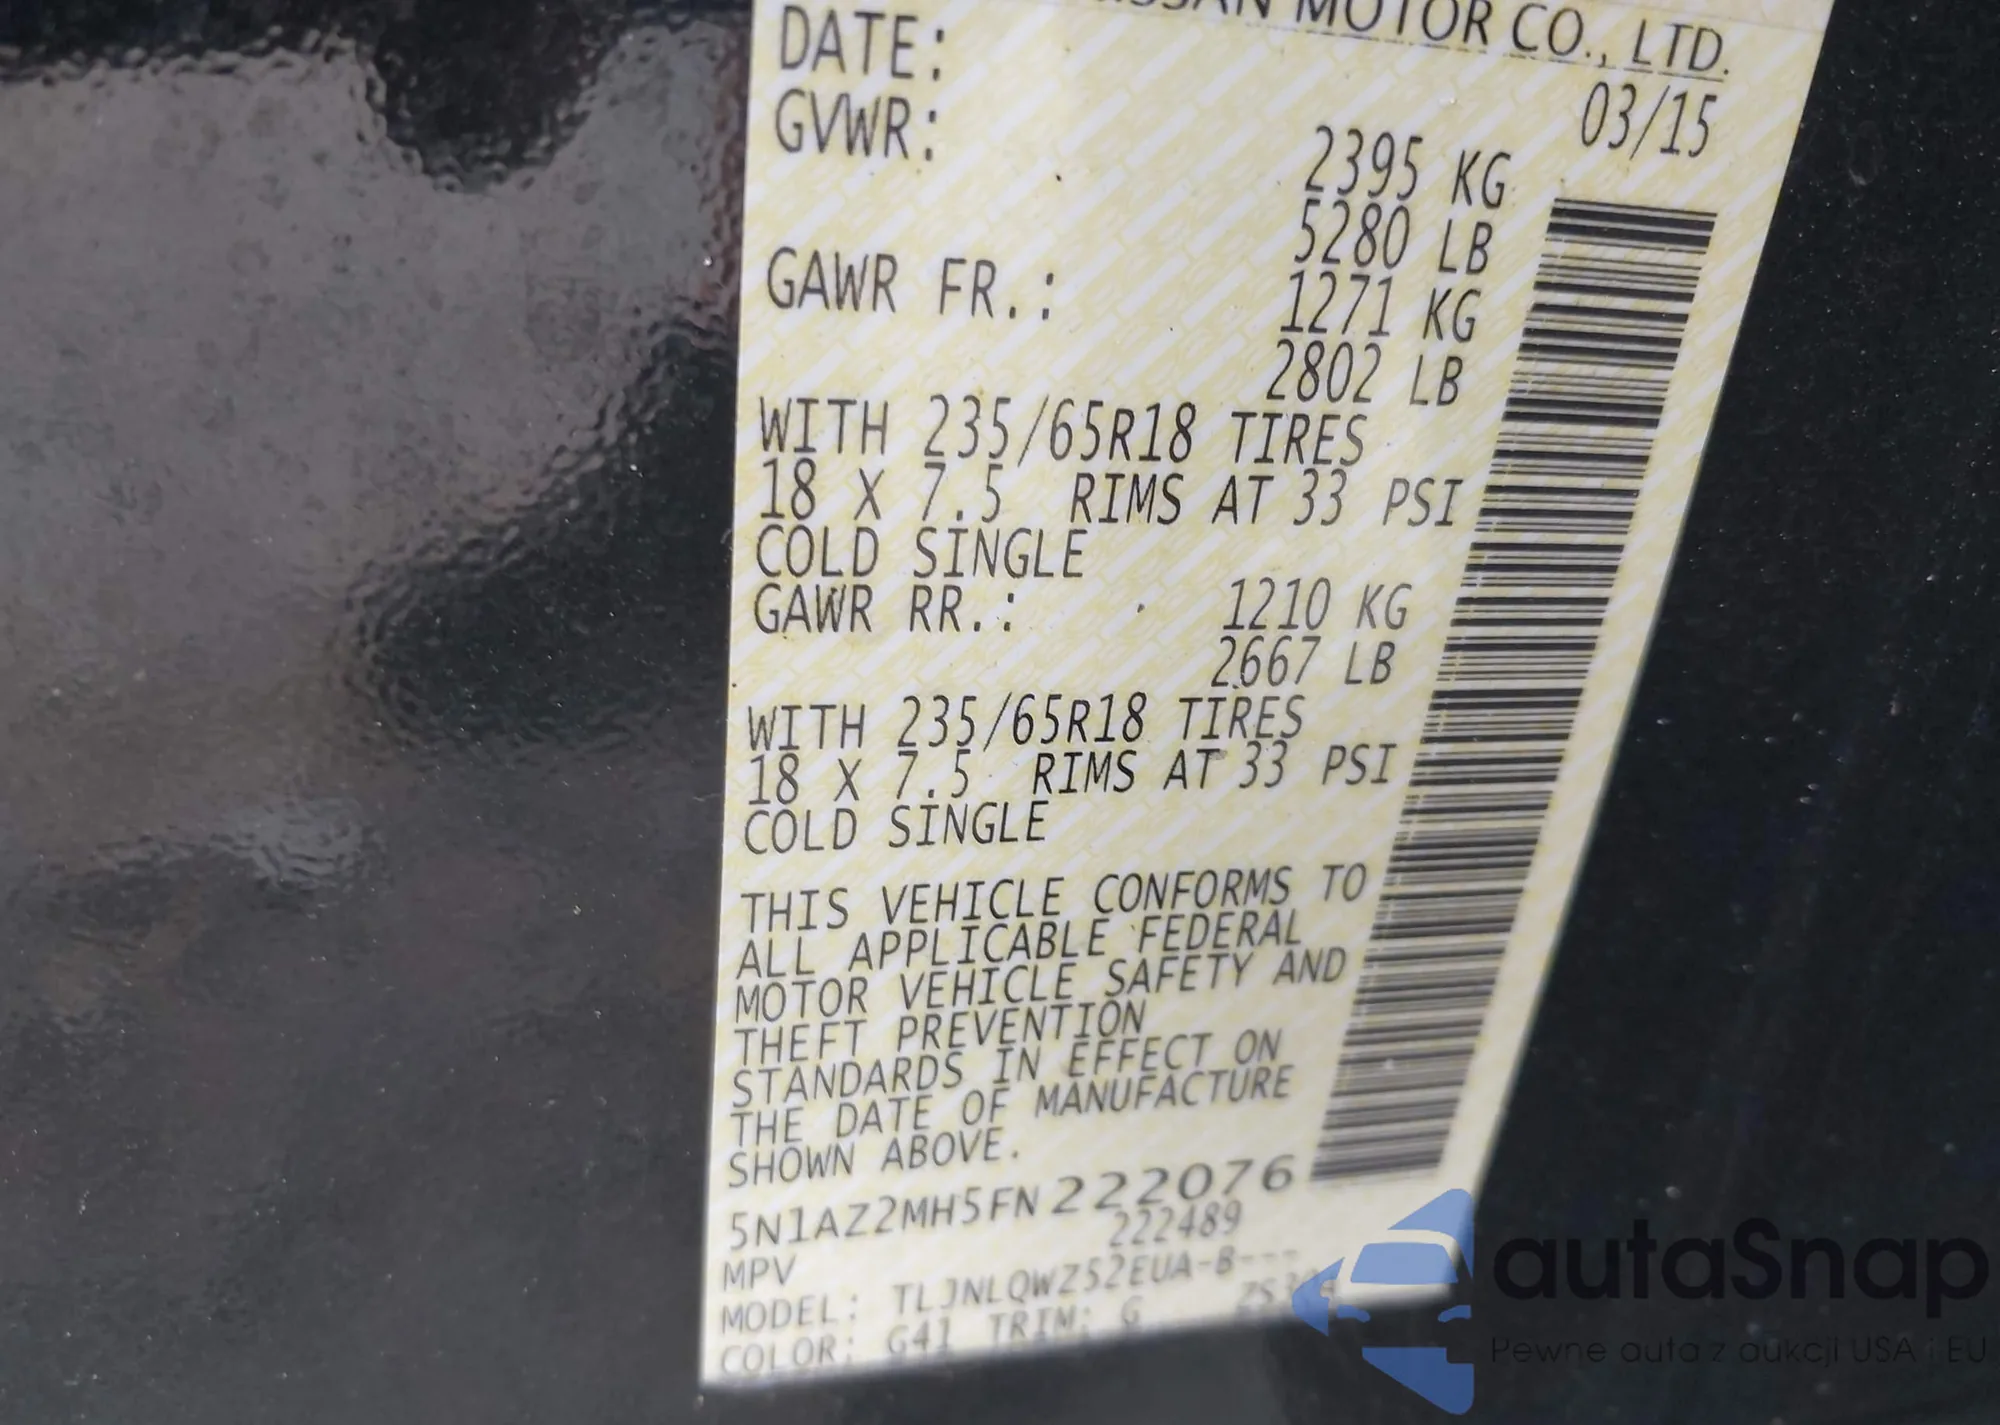 NISSAN MOTOR CO., LTD.
DATE: 03/15
GVWR: 2395 KG
5280 LB
GAWR FR.: 1271 KG
2802 LB
WITH 235/65R18 TIRES
18 X 7.5 RIMS AT 33 PSI
COLD SINGLE
GAWR RR.: 1210 KG
2667 LB
WITH 235/65R18 TIRES
18 X 7.5 RIMS AT 33 PSI
COLD SINGLE
THIS VEHICLE CONFORMS TO
ALL APPLICABLE FEDERAL
MOTOR VEHICLE SAFETY AND
THEFT PREVENTION
STANDARDS IN EFFECT ON
THE DATE OF MANUFACTURE
SHOWN ABOVE.
5N1AZ2MH5FN222076
MPV 222489
MODEL: TLJNLQWZ52EUA-B---
COLOR: G41 TRIM: G
autaSnap
Pewne auta z aukcji USA i EU